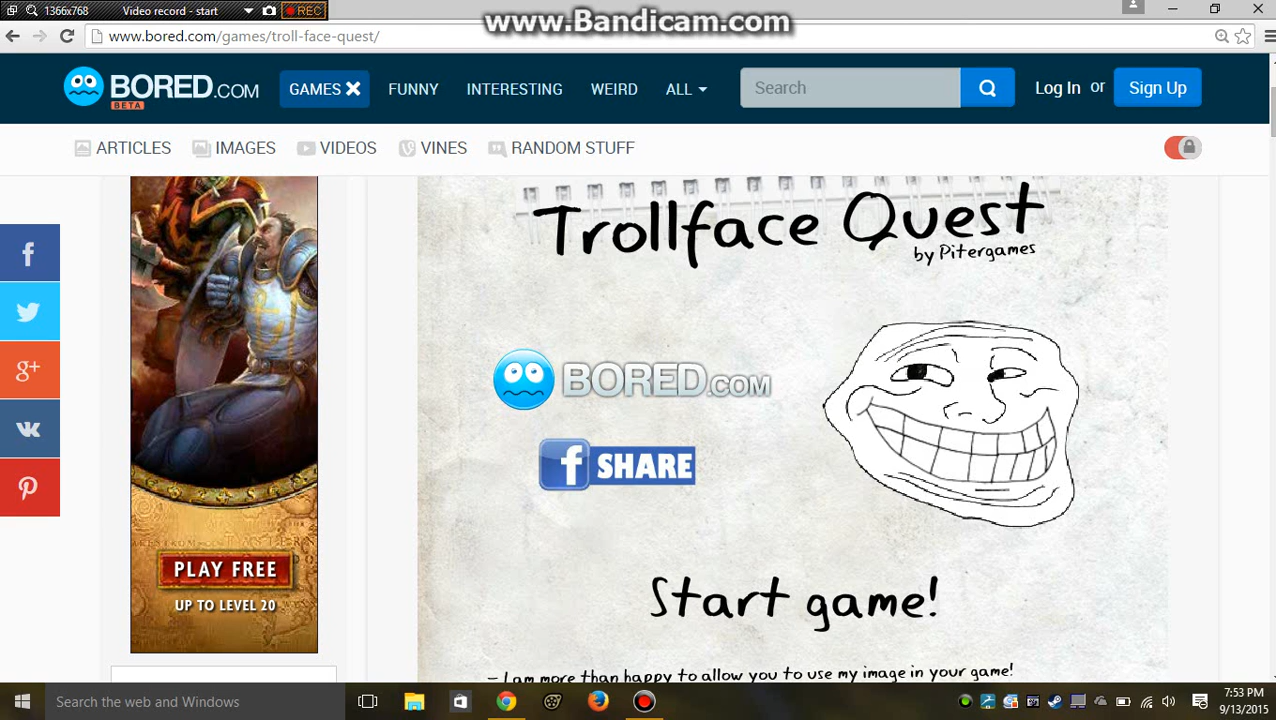 1366x768 Video record - start REC
www.Bandicam.com
www.bored.com/games/troll-face-quest/
BORED.COM BETA GAMES FUNNY INTERESTING WEIRD ALL Search Log In or Sign Up
ARTICLES IMAGES VIDEOS VINES RANDOM STUFF
Trollface Quest
by Pitergames
BORED.COM
f SHARE
Start game!
- I am more than happy to allow you to use my image in your game!
PLAY FREE
UP TO LEVEL 20
Search the web and Windows
7:53 PM
9/13/2015